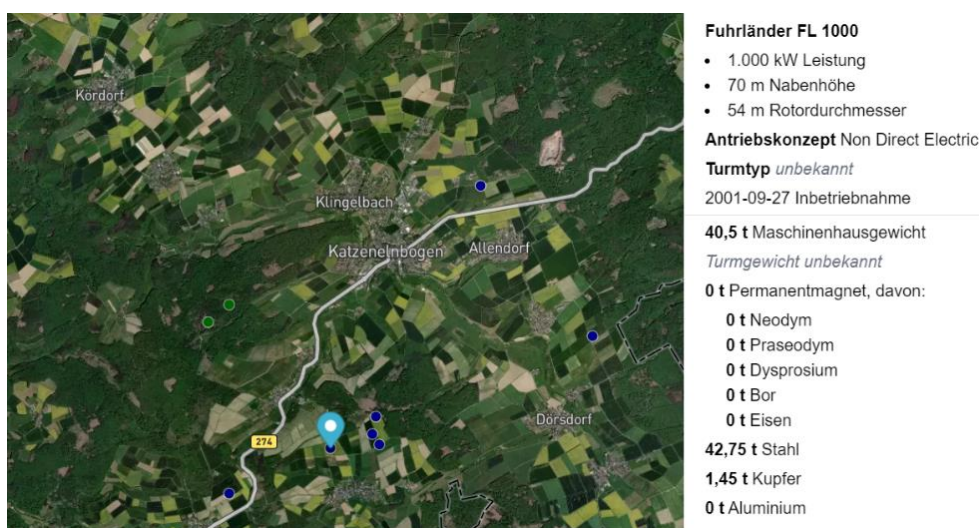 Kördorf
Klingelbach
Katzenelnbogen
Allendorf
Dörsdorf
274
Fuhrländer FL 1000
• 1.000 kW Leistung
• 70 m Nabenhöhe
• 54 m Rotordurchmesser
Antriebskonzept Non Direct Electric
Turmtyp unbekannt
2001-09-27 Inbetriebnahme
40,5 t Maschinenhausgewicht
Turmgewicht unbekannt
0 t Permanentmagnet, davon:
0 t Neodym
0 t Praseodym
0 t Dysprosium
0 t Bor
0 t Eisen
42,75 t Stahl
1,45 t Kupfer
0 t Aluminium